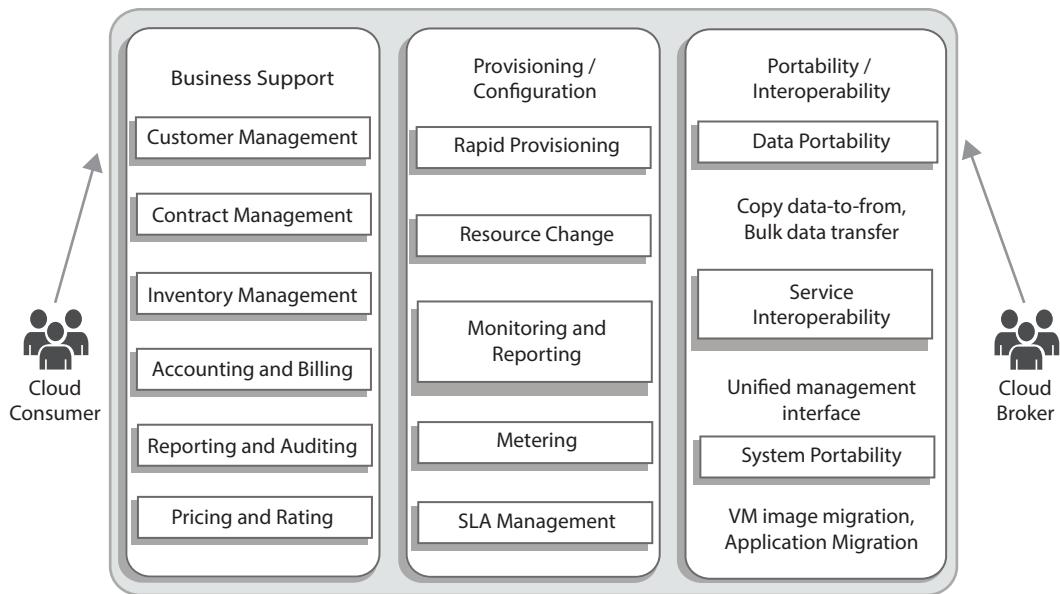 Business Support
Customer Management
Contract Management
Inventory Management
Accounting and Billing
Reporting and Auditing
Pricing and Rating
Provisioning /
Configuration
Rapid Provisioning
Resource Change
Monitoring and
Reporting
Metering
SLA Management
Portability /
Interoperability
Data Portability
Copy data-to-from,
Bulk data transfer
Service
Interoperability
Unified management
interface
System Portability
VM image migration,
Application Migration
Cloud
Consumer
Cloud
Broker